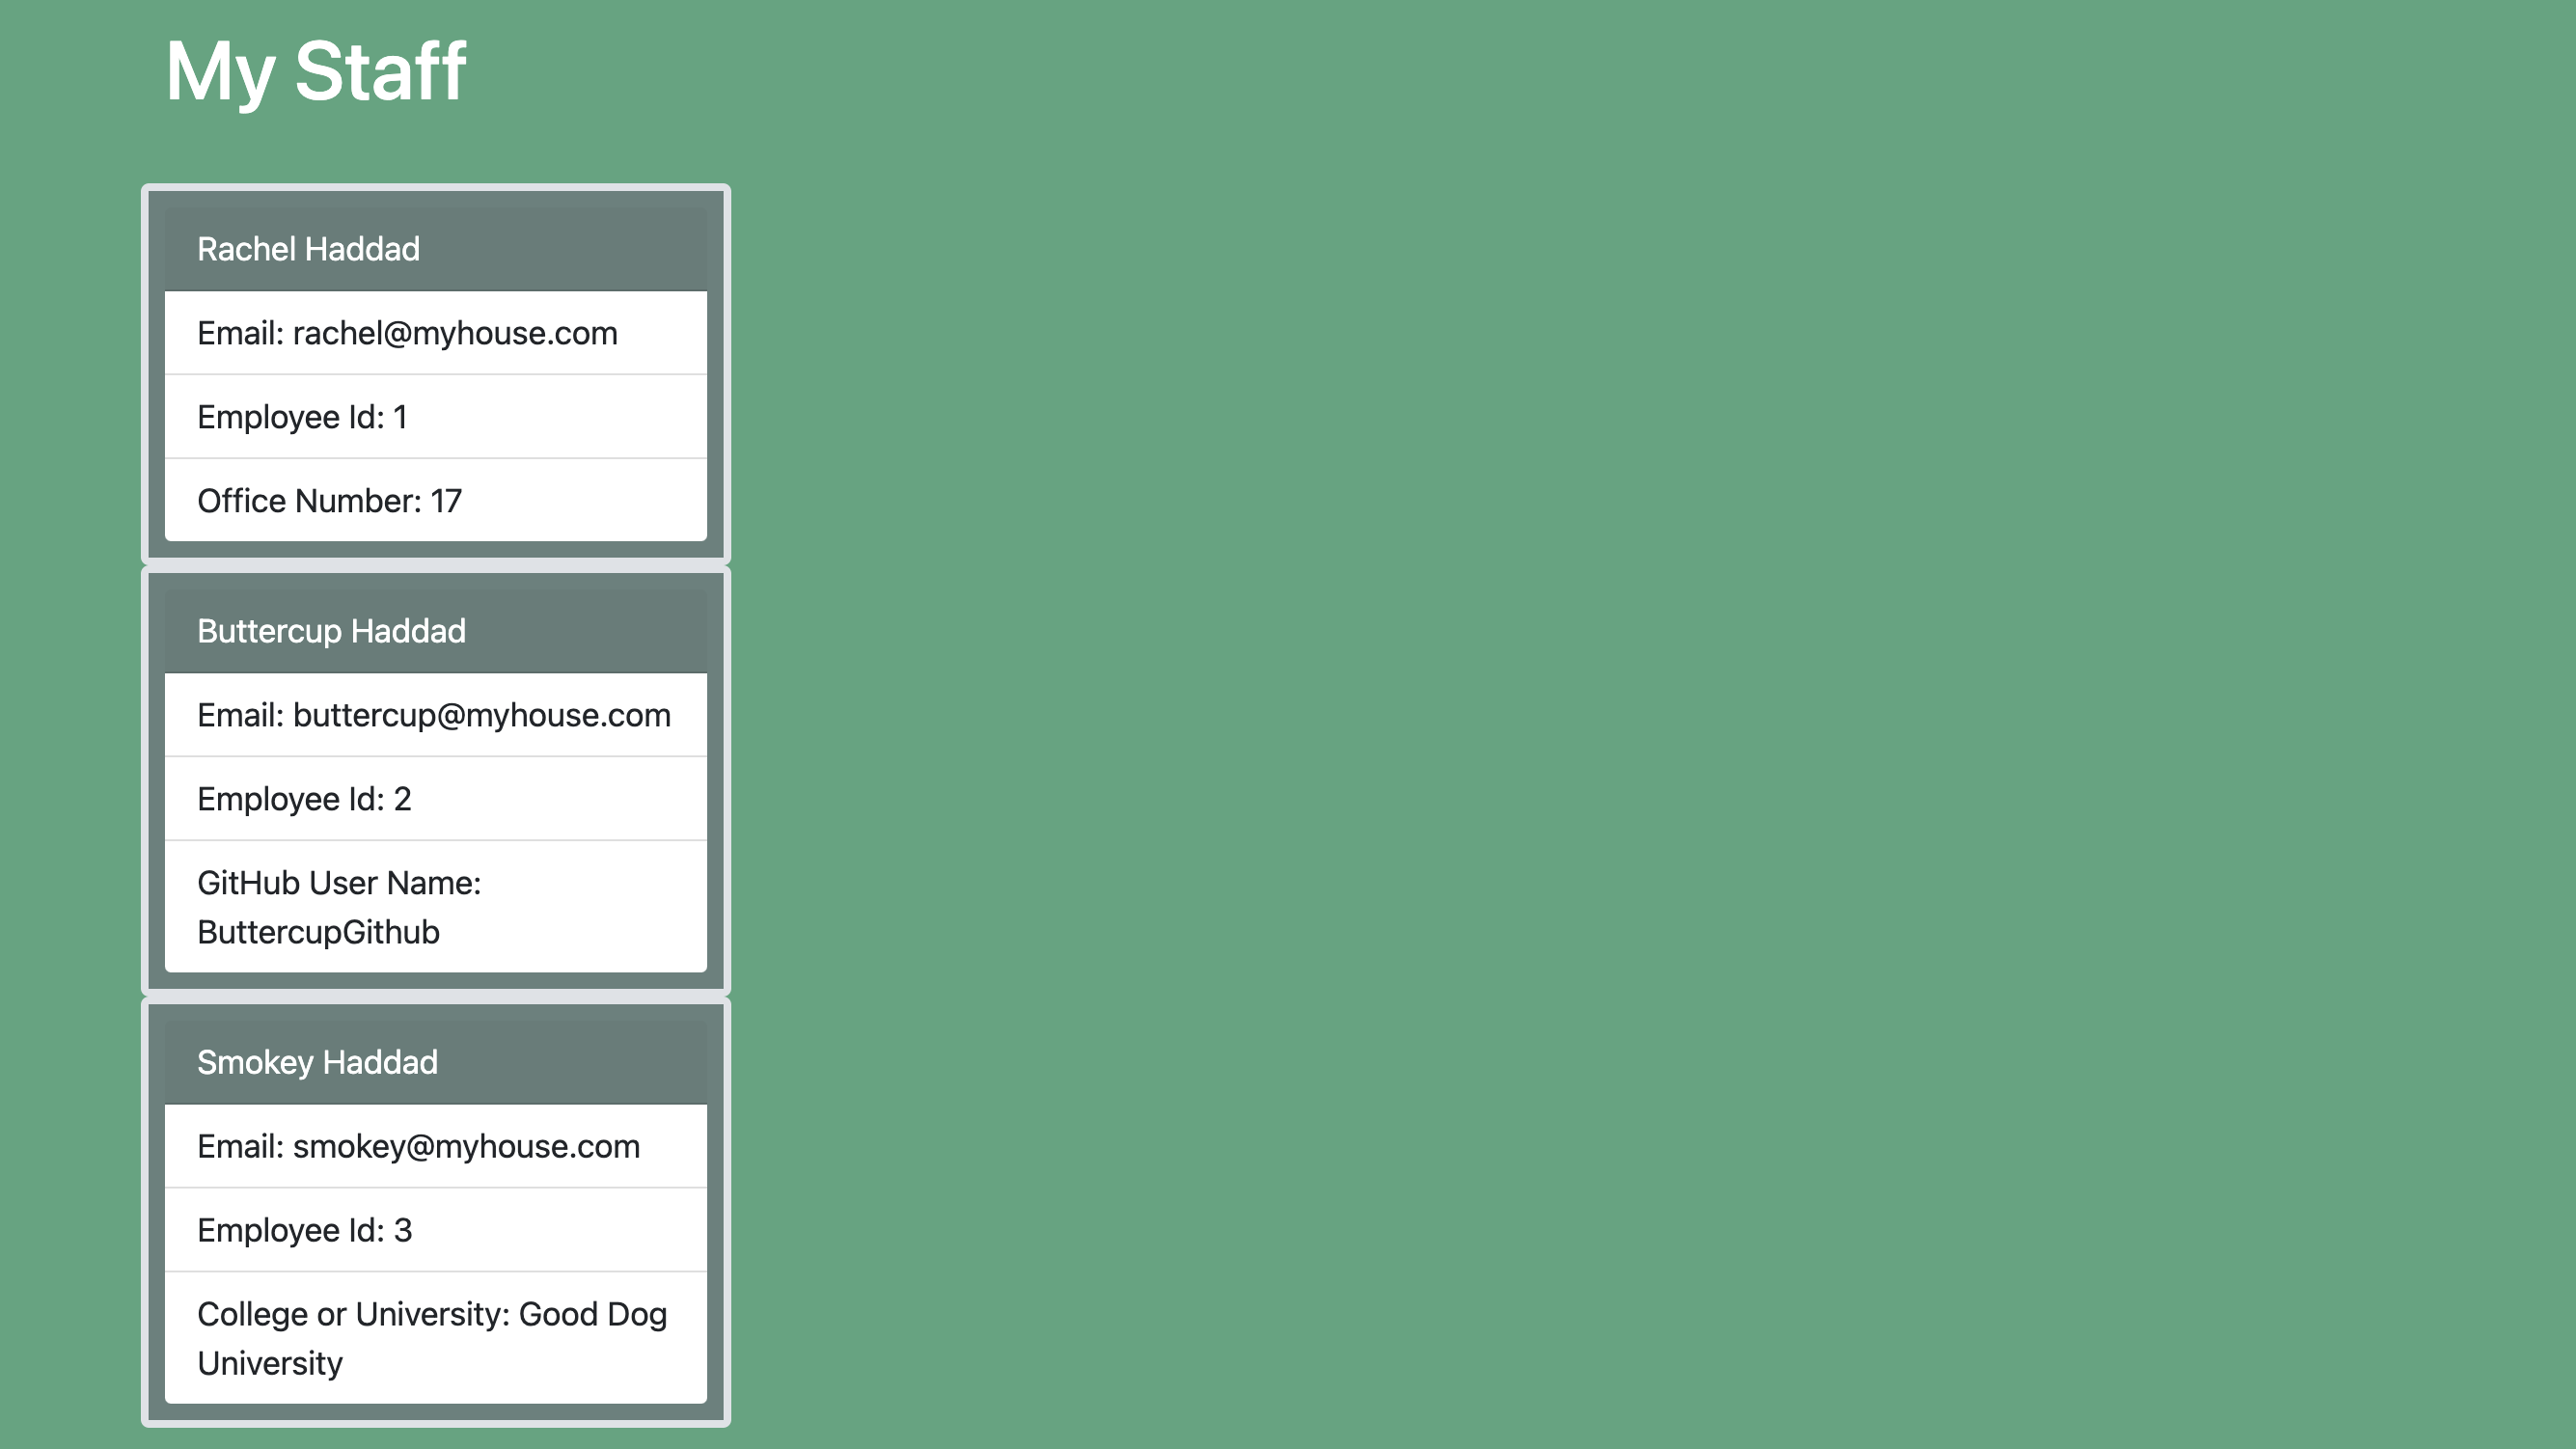 My Staff
Rachel Haddad
Email: rachel@myhouse.com
Employee Id: 1
Office Number: 17
Buttercup Haddad
Email: buttercup@myhouse.com
Employee Id: 2
GitHub User Name:
ButtercupGithub
Smokey Haddad
Email: smokey@myhouse.com
Employee Id: 3
College or University: Good Dog
University